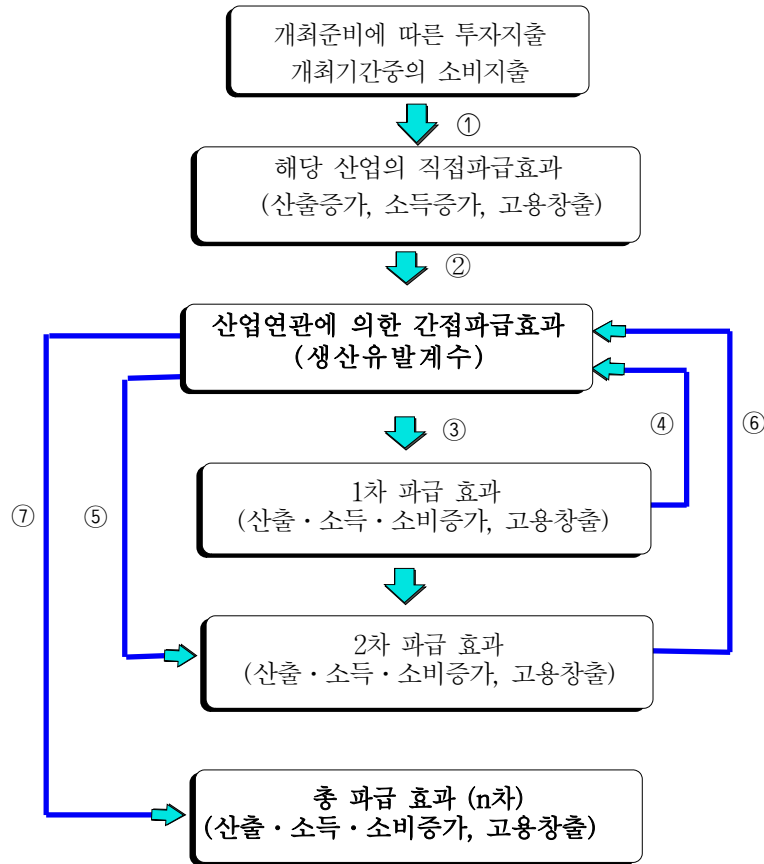 개최준비에 따른 투자지출
개최기간중의 소비지출
①
해당 산업의 직접파급효과
(산출증가, 소득증가, 고용창출)
②
산업연관에 의한 간접파급효과
(생산유발계수)
③
④
⑥
1차 파급 효과
(산출·소득·소비증가, 고용창출)
⑦
⑤
2차 파급 효과
(산출·소득·소비증가, 고용창출)
총 파급 효과 (n차)
(산출·소득·소비증가, 고용창출)